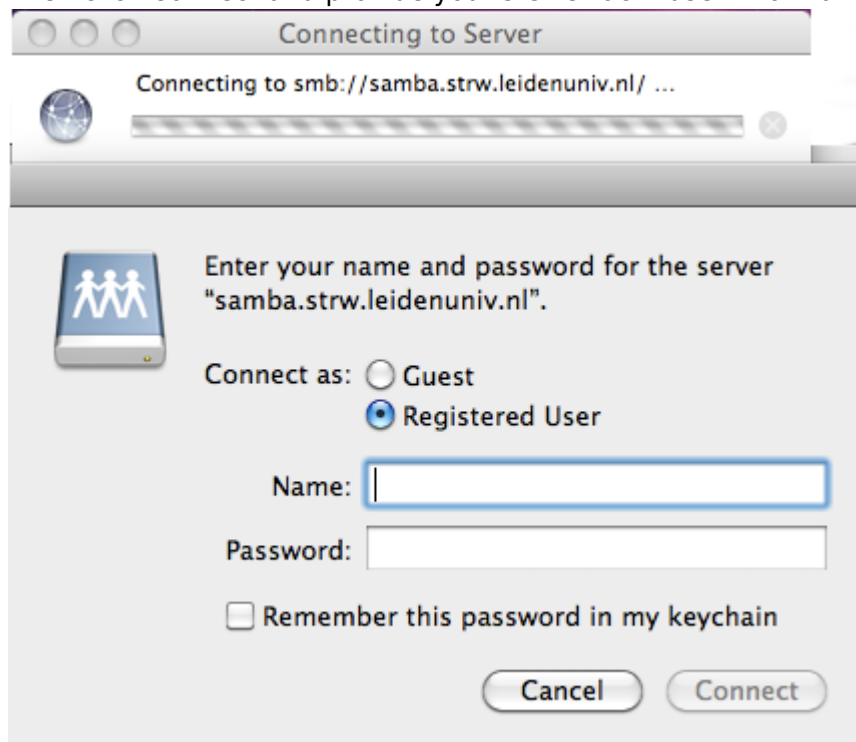 Connecting to Server
Connecting to smb://samba.strw.leidenuniv.nl/ ...
Enter your name and password for the server
“samba.strw.leidenuniv.nl”.
Connect as: Guest
Registered User
Name:
Password:
Remember this password in my keychain
Cancel Connect